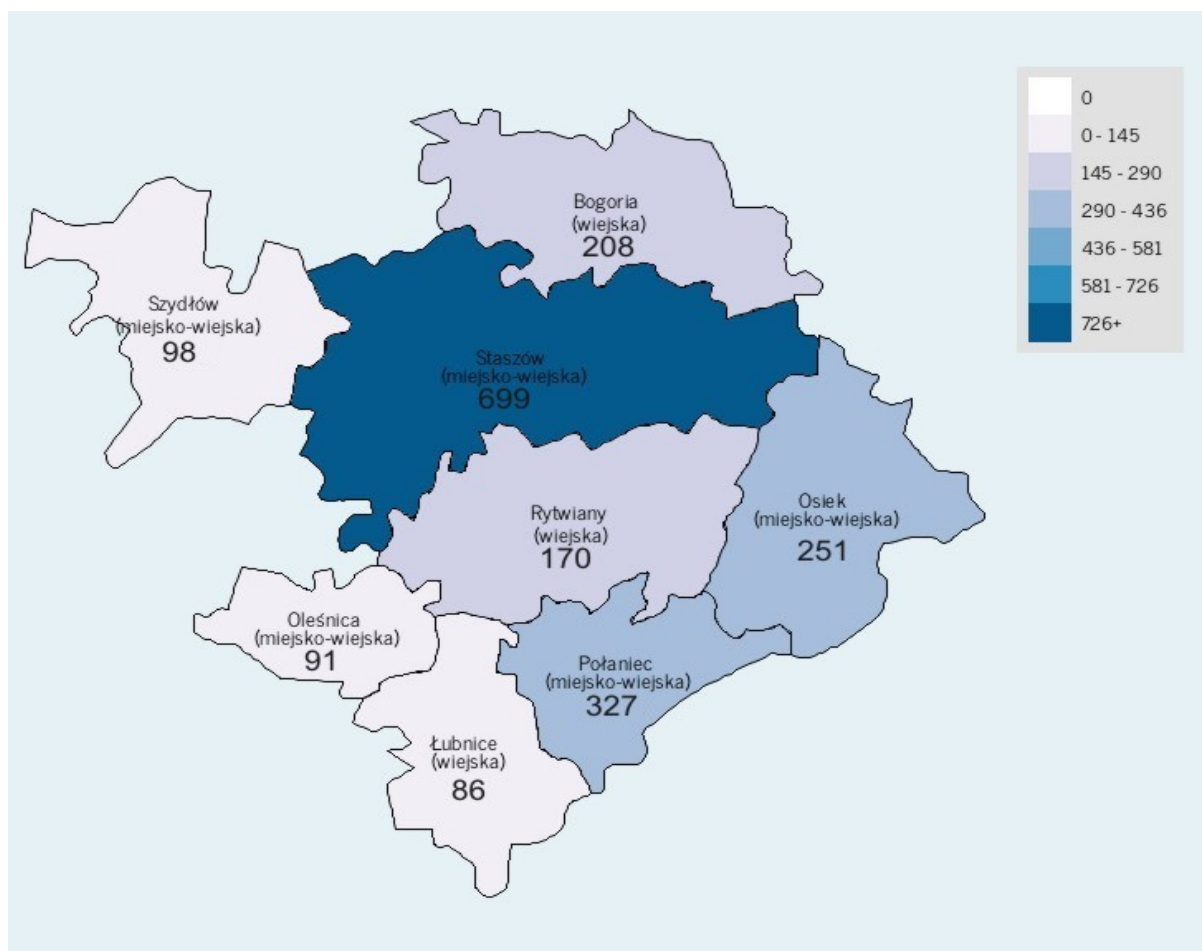 0
0 - 145
145 - 290
290 - 436
436 - 581
581 - 726
726+
Bogoria
(wiejska)
208
Szydłów
(miejsko-wiejska)
98
Staszów
(miejsko-wiejska)
699
Rytwiany
(wiejska)
170
Osiek
(miejsko-wiejska)
251
Oleśnica
(miejsko-wiejska)
91
Połaniec
(miejsko-wiejska)
327
Łubnice
(wiejska)
86